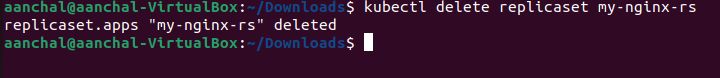 aanchal@aanchal-VirtualBox:~/Downloads$ kubectl delete replicaset my-nginx-rs
replicaset.apps "my-nginx-rs" deleted
aanchal@aanchal-VirtualBox:~/Downloads$